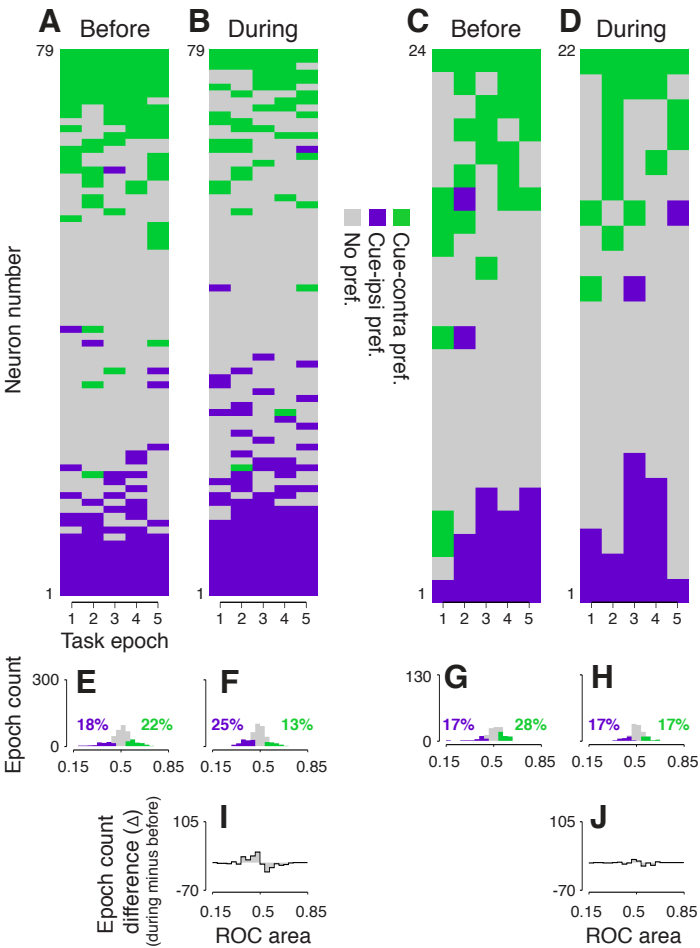 A Before
B During
C Before
D During
79
79
24
22
Neuron number
No pref.
Cue-ipsi pref.
Cue-contra pref.
1
1
1
1
1 2 3 4 5
1 2 3 4 5
1 2 3 4 5
1 2 3 4 5
Task epoch
E
F
G
H
Epoch count
300
0
18%
22%
25%
13%
130
0
17%
28%
17%
17%
0.15 0.5 0.85
0.15 0.5 0.85
0.15 0.5 0.85
0.15 0.5 0.85
I
J
Epoch count
difference (Δ)
(during minus before)
105
-70
105
-70
0.15 0.5 0.85
0.15 0.5 0.85
ROC area
ROC area